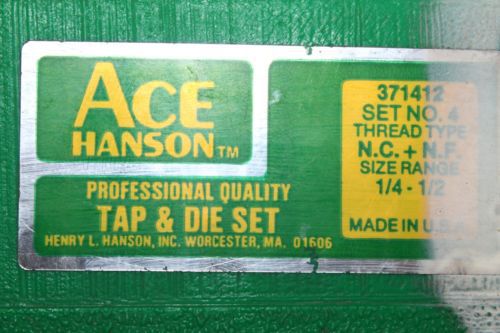 ACE
HANSON™
PROFESSIONAL QUALITY
TAP & DIE SET
HENRY L. HANSON, INC. WORCESTER, MA. 01606
371412
SET NO. 4
THREAD TYPE
N.C. + N.F.
SIZE RANGE
1/4 - 1/2
MADE IN U.S.A.